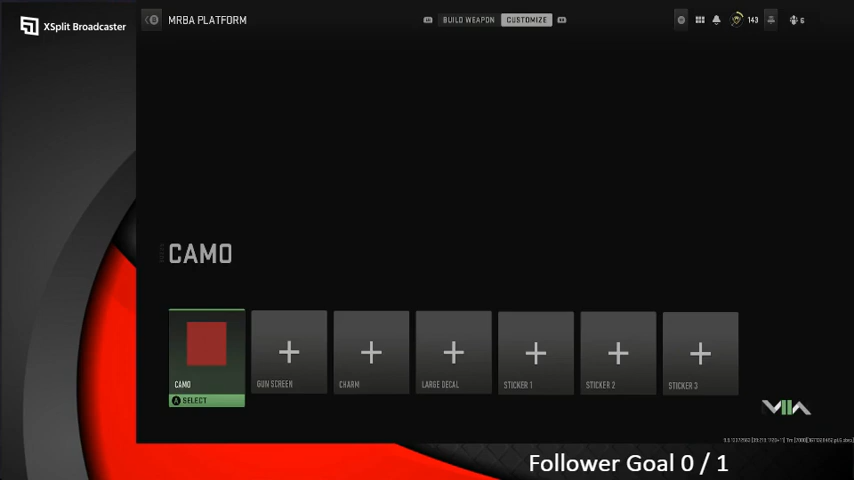 XSplit Broadcaster
MRBA PLATFORM
BUILD WEAPON
CUSTOMIZE
143
6
CAMO
CAMO
A SELECT
GUN SCREEN
CHARM
LARGE DECAL
STICKER 1
STICKER 2
STICKER 3
Follower Goal 0 / 1